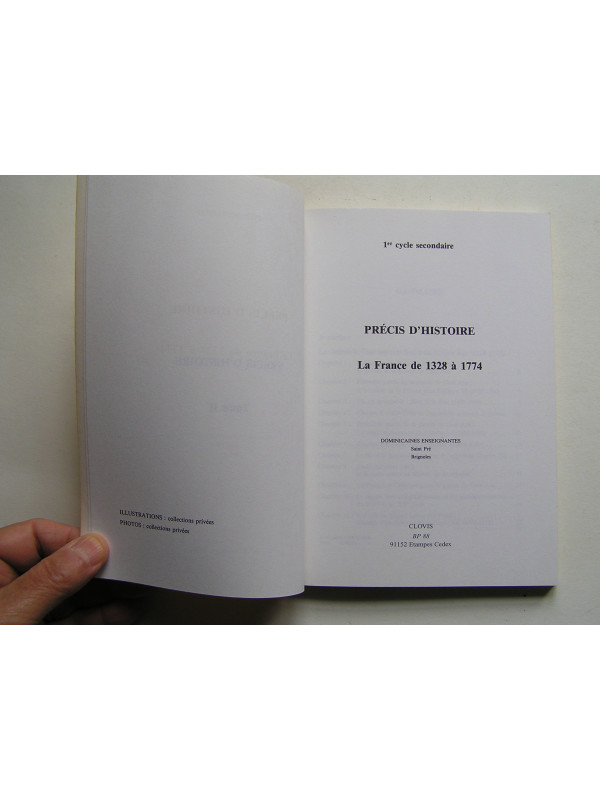 ILLUSTRATIONS : collections privées
PHOTOS : collections privées
1er cycle secondaire
PRÉCIS D'HISTOIRE
La France de 1328 à 1774
DOMINICAINES ENSEIGNANTES
Saint Pré
Brignoles
CLOVIS
BP 88
91152 Etampes Cedex